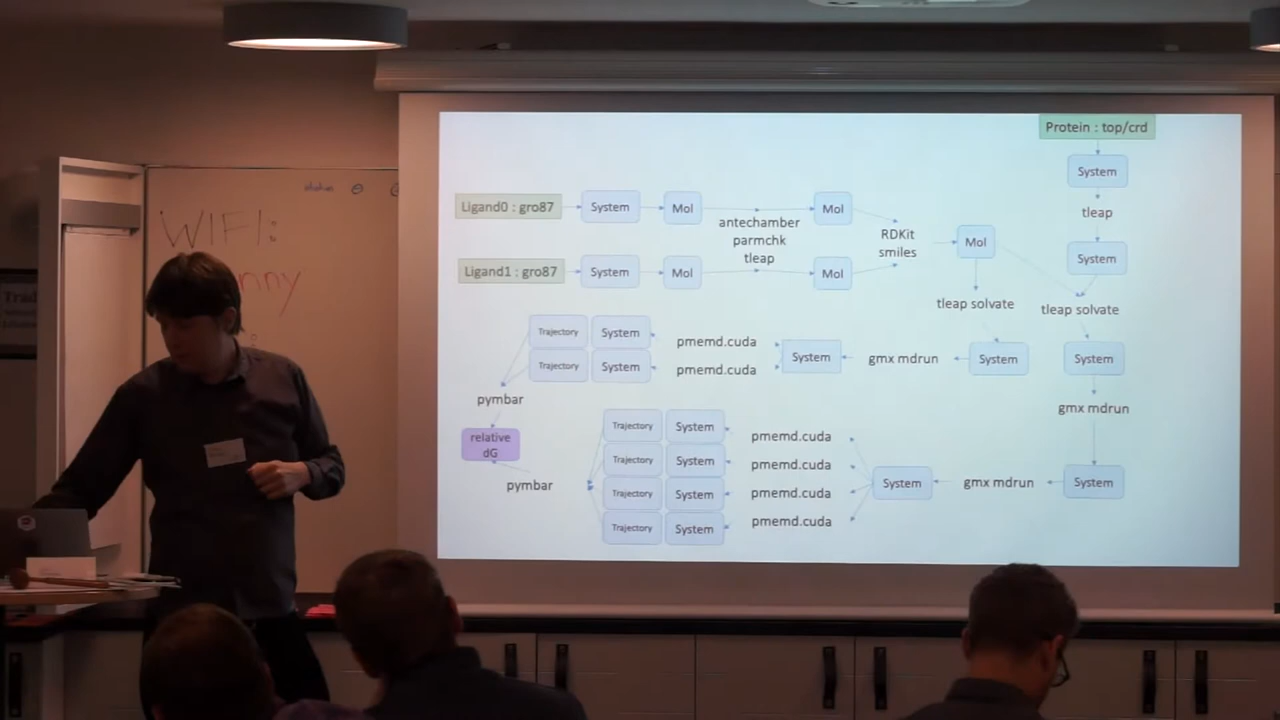 Protein : top/crd
System
tleap
System
Ligand0 : gro87
System
Mol
Mol
antechamber
parmchk
tleap
RDKit
smiles
Mol
Ligand1 : gro87
System
Mol
Mol
tleap solvate
tleap solvate
Trajectory
System
pmemd.cuda
Trajectory
System
pmemd.cuda
System
gmx mdrun
System
System
pymbar
gmx mdrun
relative
dG
Trajectory
System
pmemd.cuda
Trajectory
System
pmemd.cuda
pymbar
Trajectory
System
pmemd.cuda
Trajectory
System
pmemd.cuda
System
gmx mdrun
System
WIFI:
nny